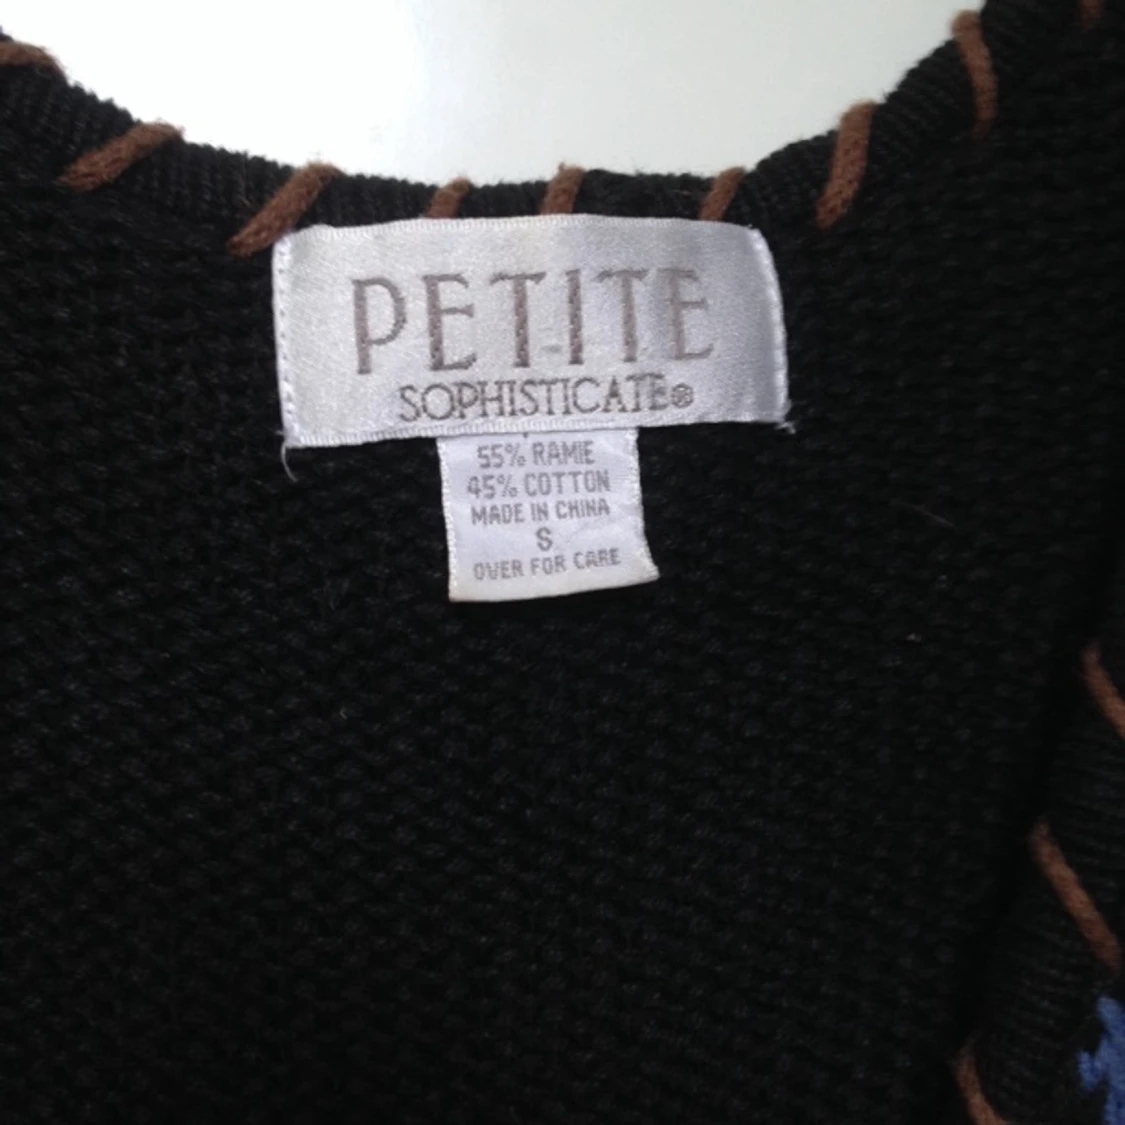 PETITE
SOPHISTICATE®
55% RAMIE
45% COTTON
MADE IN CHINA
S
OVER FOR CARE